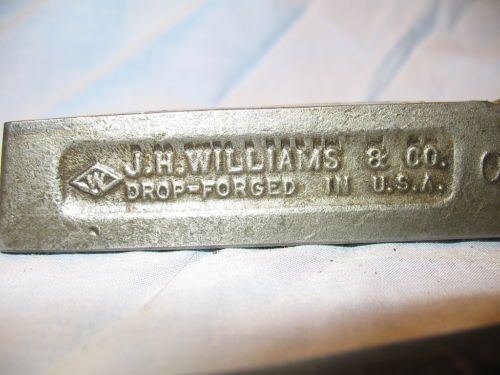 W J.H.WILLIAMS & CO.
DROP-FORGED IN U.S.A.